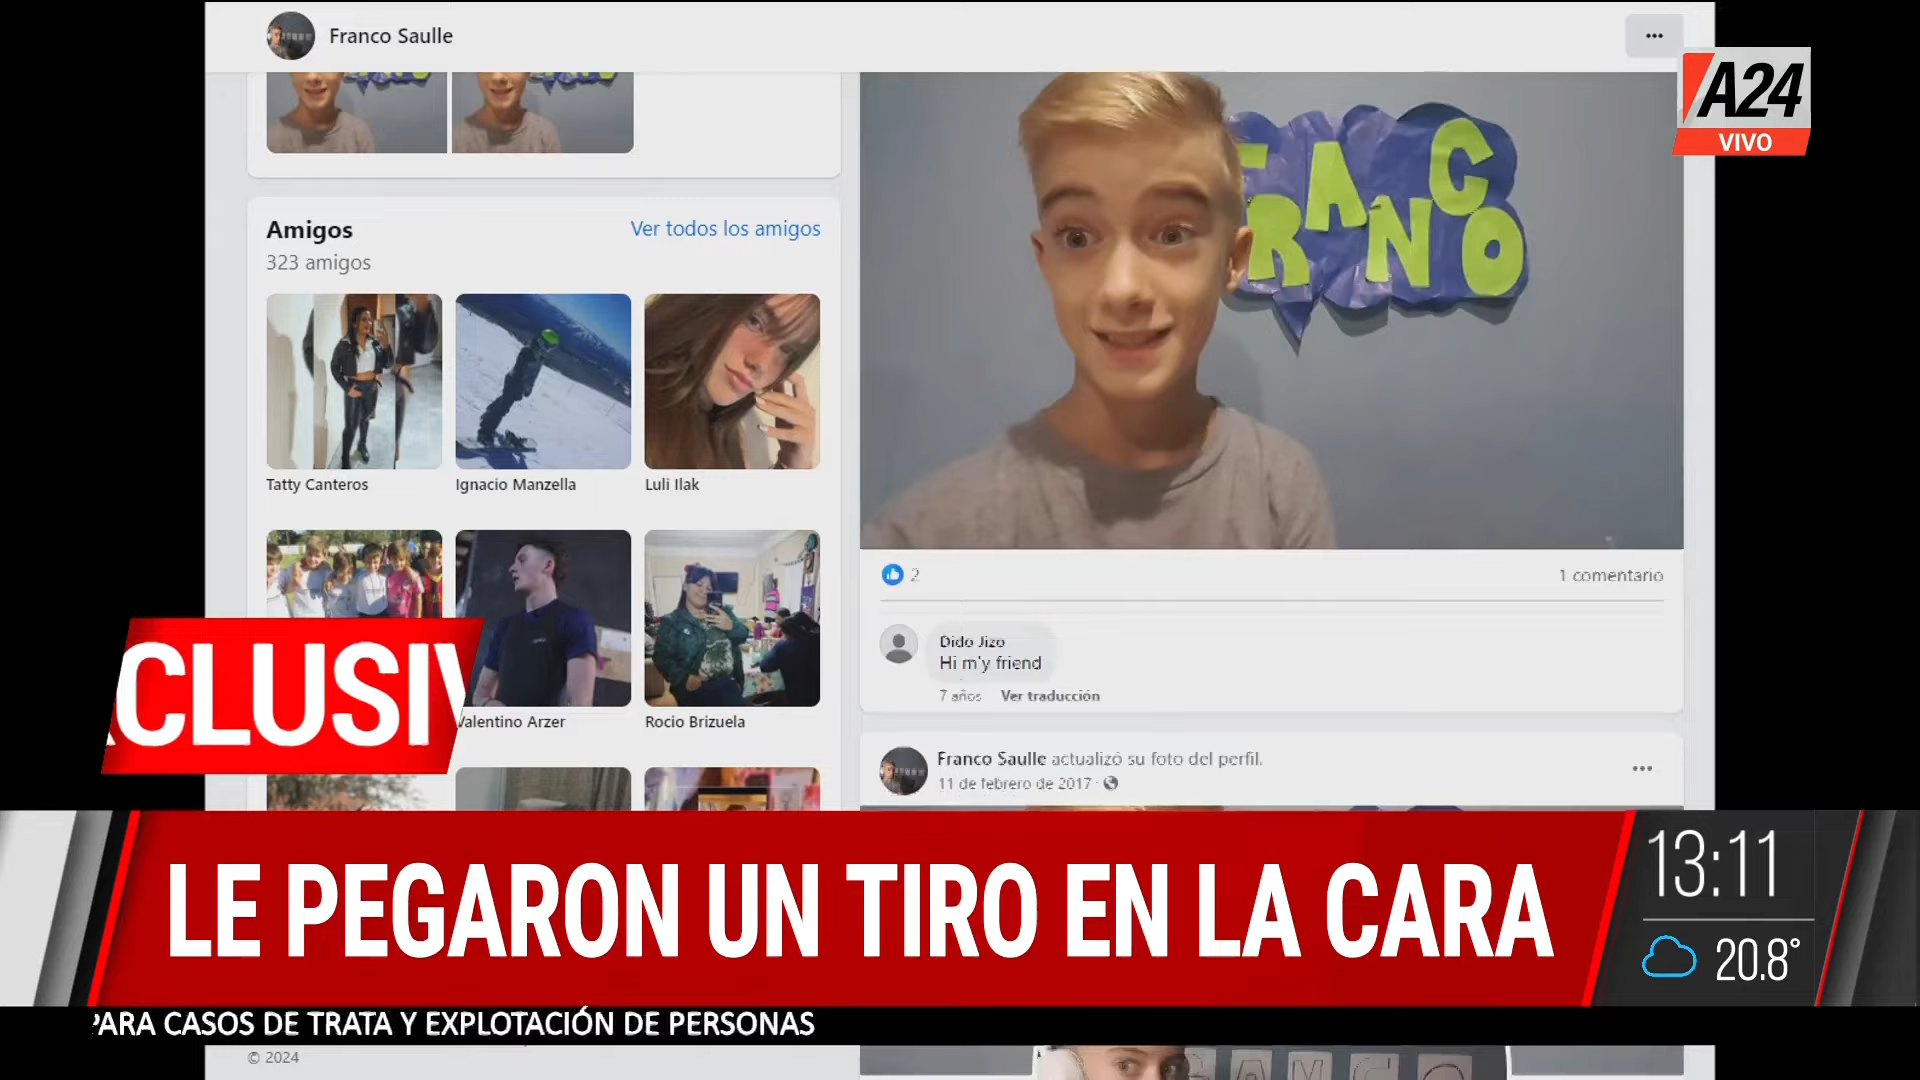 Franco Saulle
A24
VIVO
Amigos
Ver todos los amigos
323 amigos
Tatty Canteros
Ignacio Manzella
Luli Ilak
Valentino Arzer
Rocio Brizuela
FRANCO
2
1 comentario
Dido Jizo
Hi m'y friend
7 años Ver traducción
Franco Saulle actualizó su foto del perfil.
11 de febrero de 2017
XCLUSIV
LE PEGARON UN TIRO EN LA CARA
13:11
20.8°
PARA CASOS DE TRATA Y EXPLOTACIÓN DE PERSONAS
© 2024